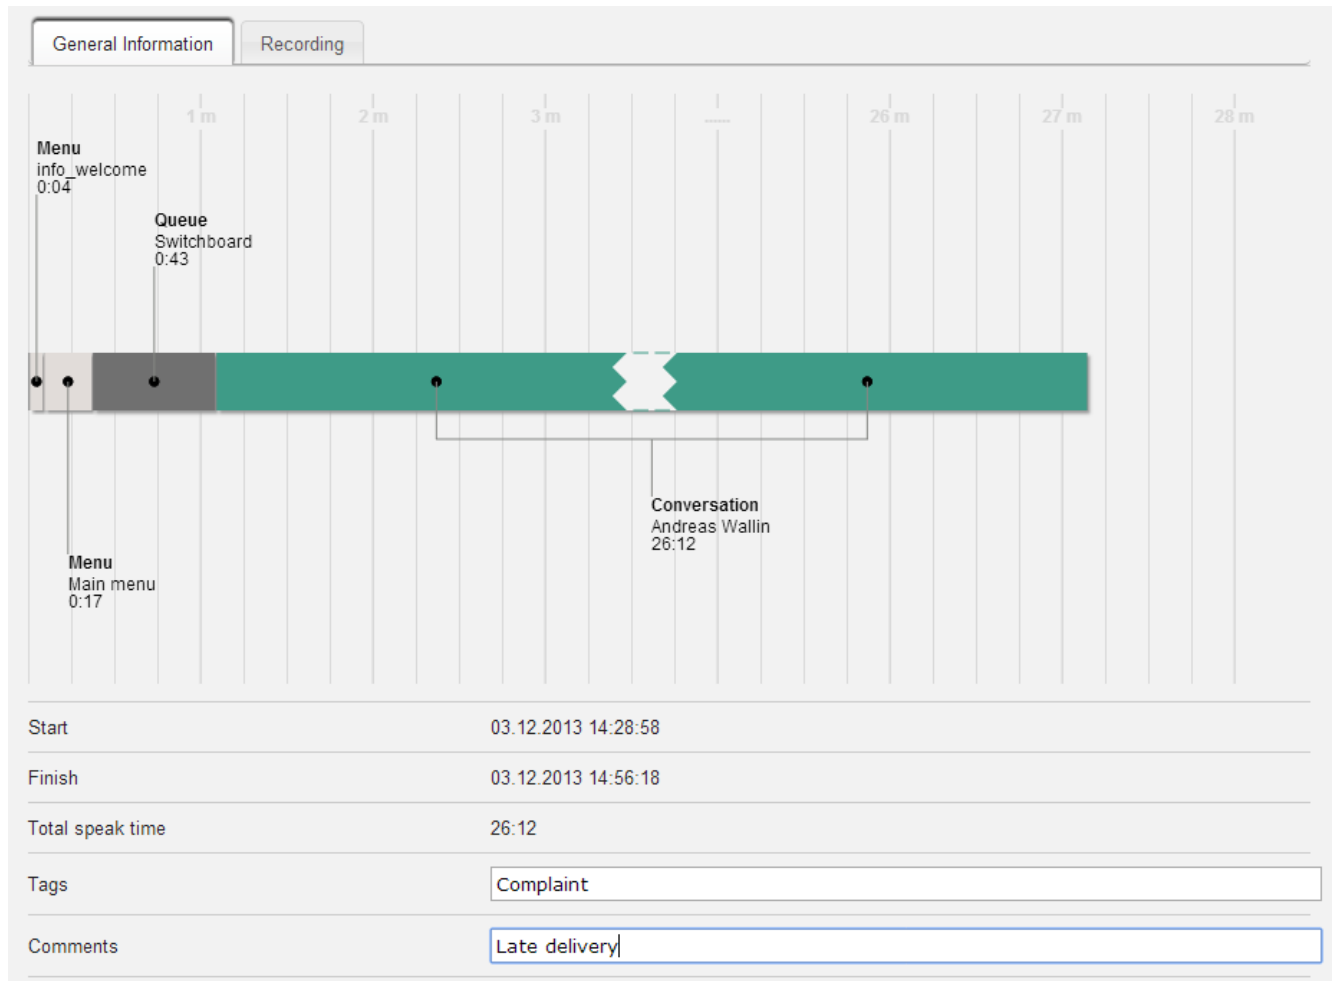 General Information
Recording
1 m
2 m
3 m
......
26 m
27 m
28 m
Menu
info_welcome
0:04
Queue
Switchboard
0:43
Conversation
Andreas Wallin
26:12
Menu
Main menu
0:17
Start 03.12.2013 14:28:58
Finish 03.12.2013 14:56:18
Total speak time 26:12
Tags Complaint
Comments Late delivery